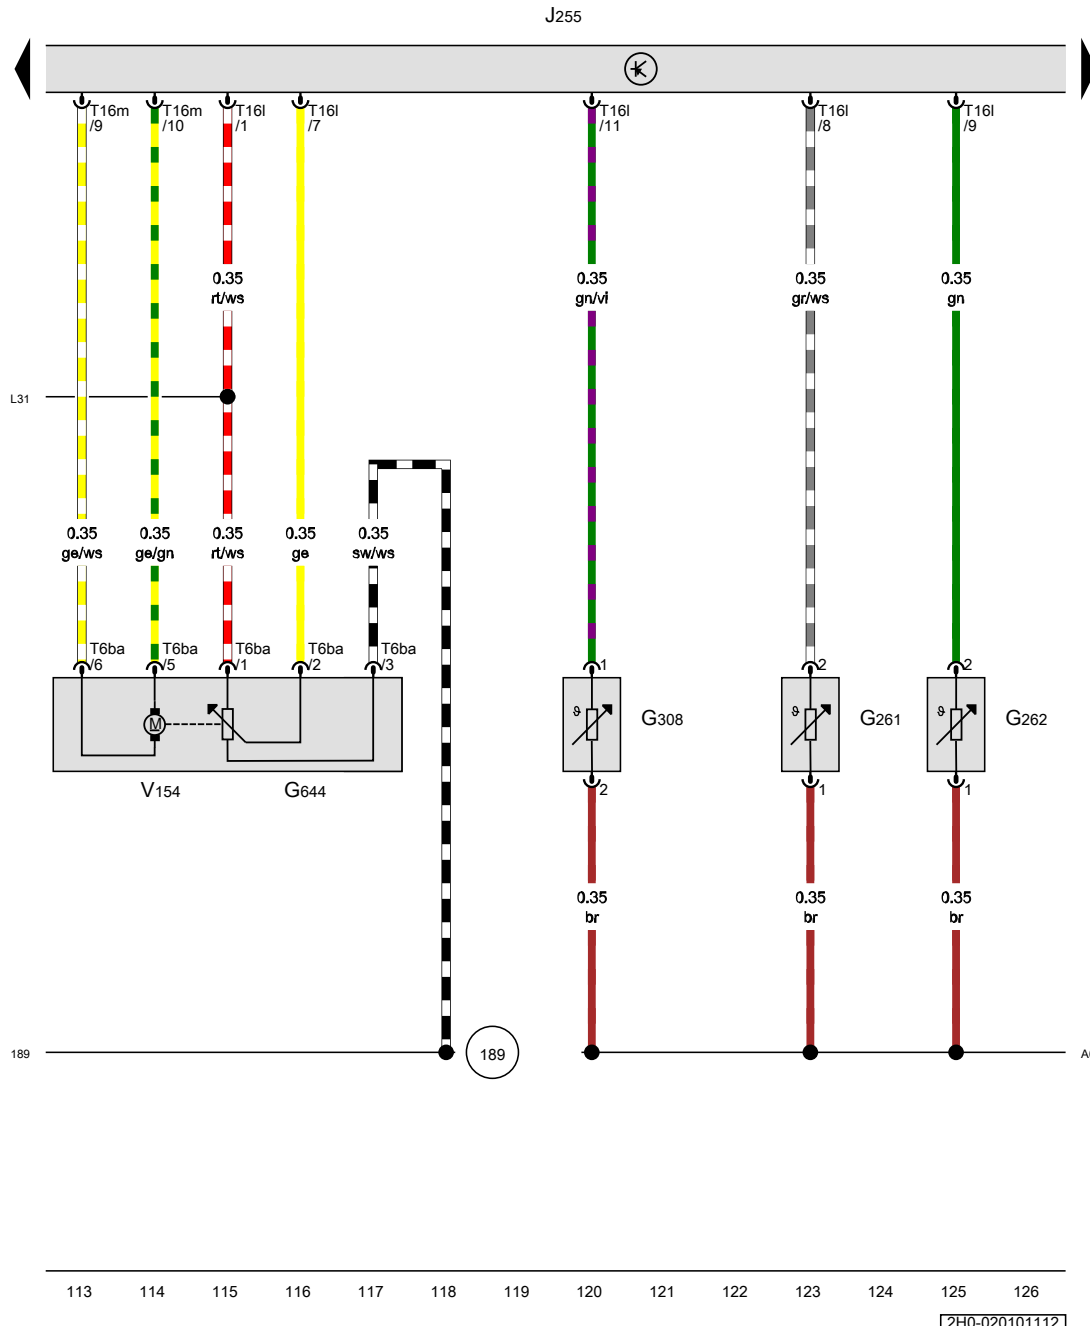 J255
T16m /9
T16m /10
T16l /1
T16l /7
T16l /11
T16l /8
T16l /9
0.35 rt/ws
0.35 gn/vi
0.35 gr/ws
0.35 gn
L31
0.35 ge/ws
0.35 ge/gn
0.35 rt/ws
0.35 ge
0.35 sw/ws
T6ba /6
T6ba /5
T6ba /1
T6ba /2
T6ba /3
1
2
2
M
ϑ
G308
ϑ
G261
ϑ
G262
V154
G644
2
1
1
0.35 br
0.35 br
0.35 br
189
189
113 114 115 116 117 118 119 120 121 122 123 124 125 126
2H0-020101112